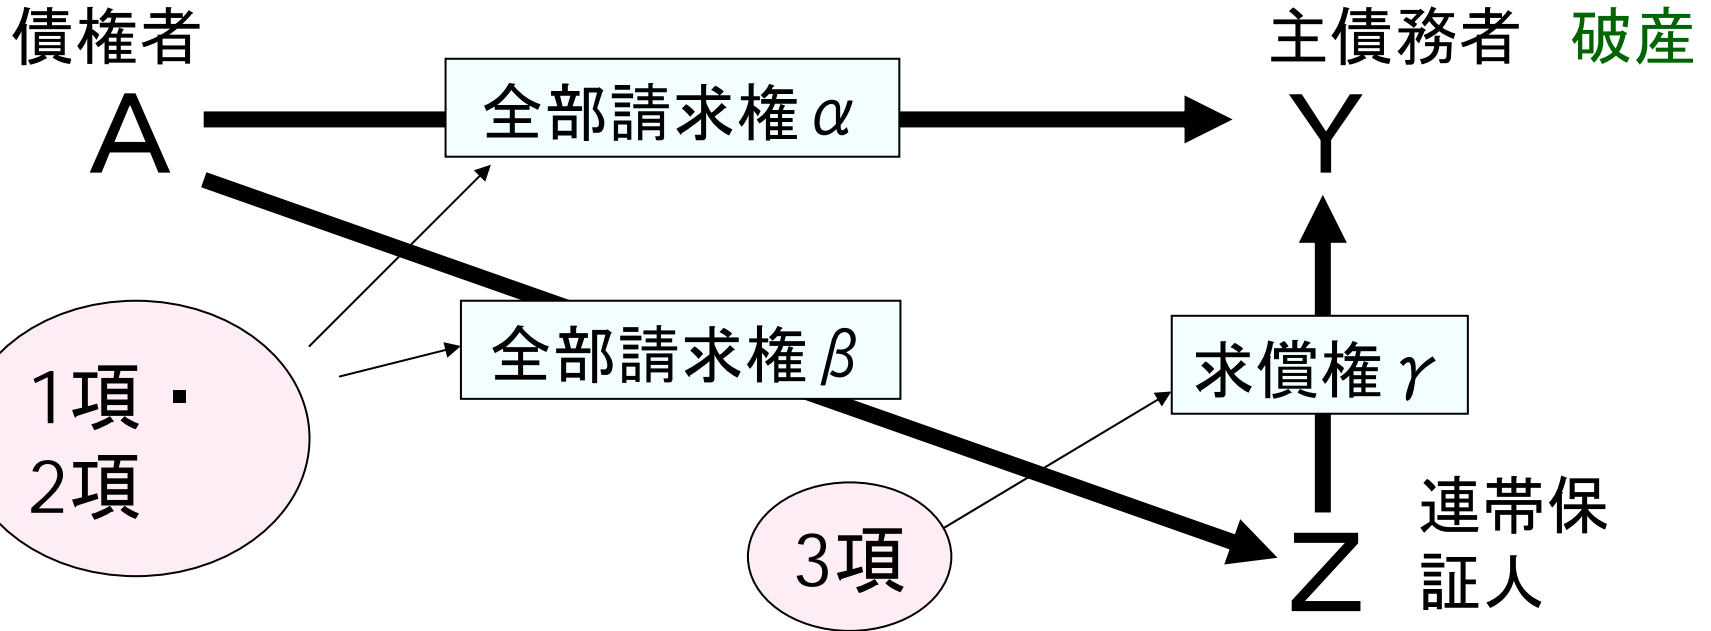 債権者
主債務者 破産
A
全部請求権α
Y
全部請求権β
求償権γ
1項・
2項
3項
Z
連帯保
証人